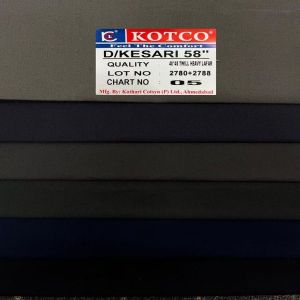 KOTCO
Feel The Comfort
D/KESARI 58"
QUALITY 40*40 TWILL HEAVY LAFAR
LOT NO 2780+2788
CHART NO 05
Mfg. By: Kothari Cotsyn (P) Ltd., Ahmedabad